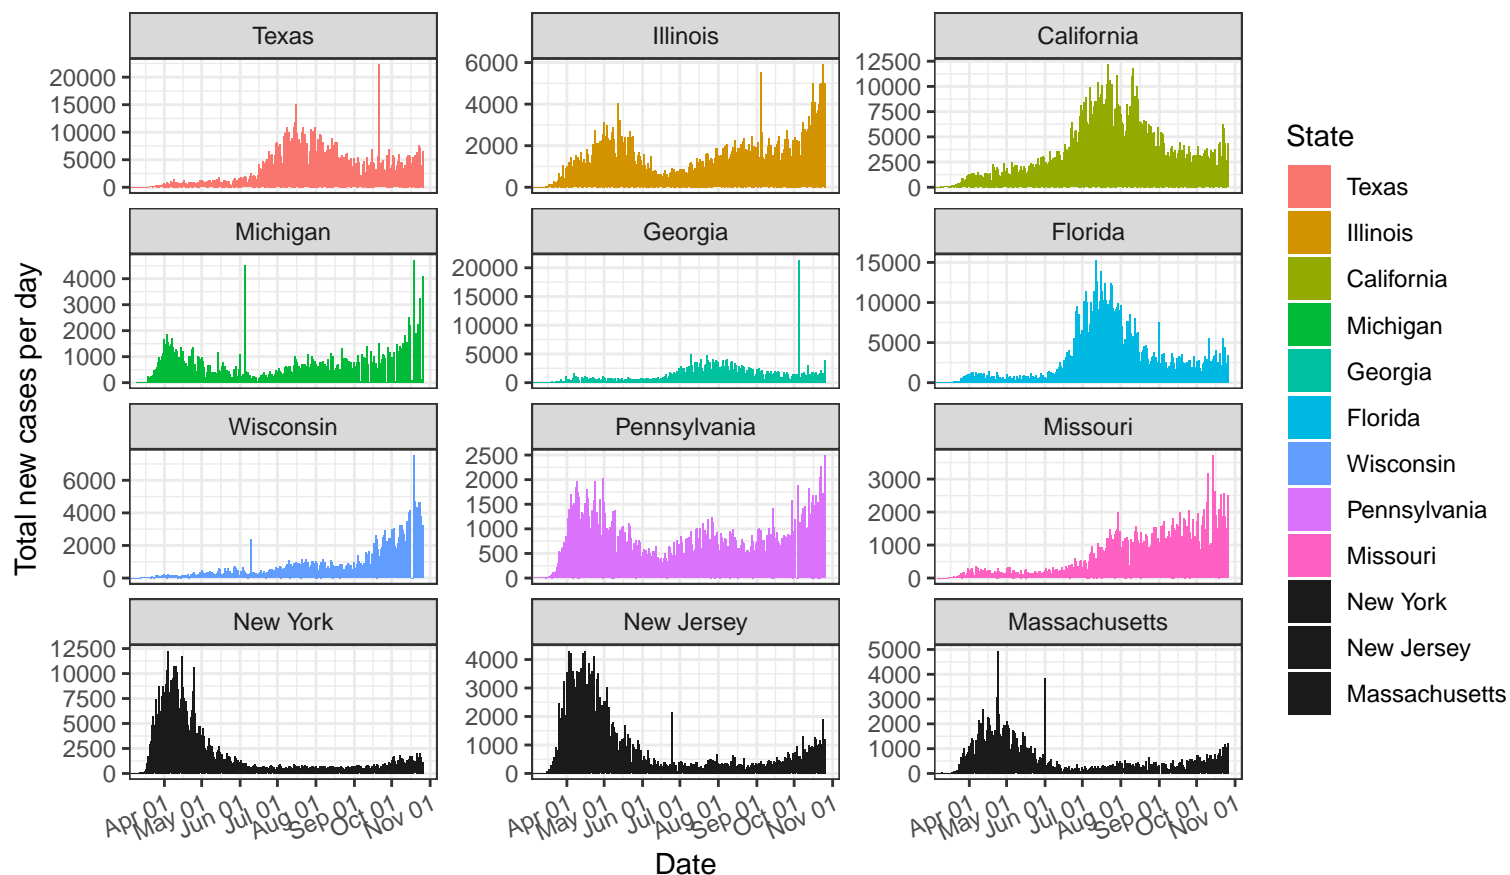 Texas
Illinois
California
20000
15000
10000
5000
0
6000
4000
2000
0
12500
10000
7500
5000
2500
0
Michigan
Georgia
Florida
4000
3000
2000
1000
0
20000
15000
10000
5000
0
15000
10000
5000
0
Wisconsin
Pennsylvania
Missouri
6000
4000
2000
0
2500
2000
1500
1000
500
0
3000
2000
1000
0
New York
New Jersey
Massachusetts
12500
10000
7500
5000
2500
0
4000
3000
2000
1000
0
5000
4000
3000
2000
1000
0
Apr 01
May 01
Jun 01
Jul 01
Aug 01
Sep 01
Oct 01
Nov 01
Apr 01
May 01
Jun 01
Jul 01
Aug 01
Sep 01
Oct 01
Nov 01
Apr 01
May 01
Jun 01
Jul 01
Aug 01
Sep 01
Oct 01
Nov 01
Date
Total new cases per day
State
Texas
Illinois
California
Michigan
Georgia
Florida
Wisconsin
Pennsylvania
Missouri
New York
New Jersey
Massachusetts